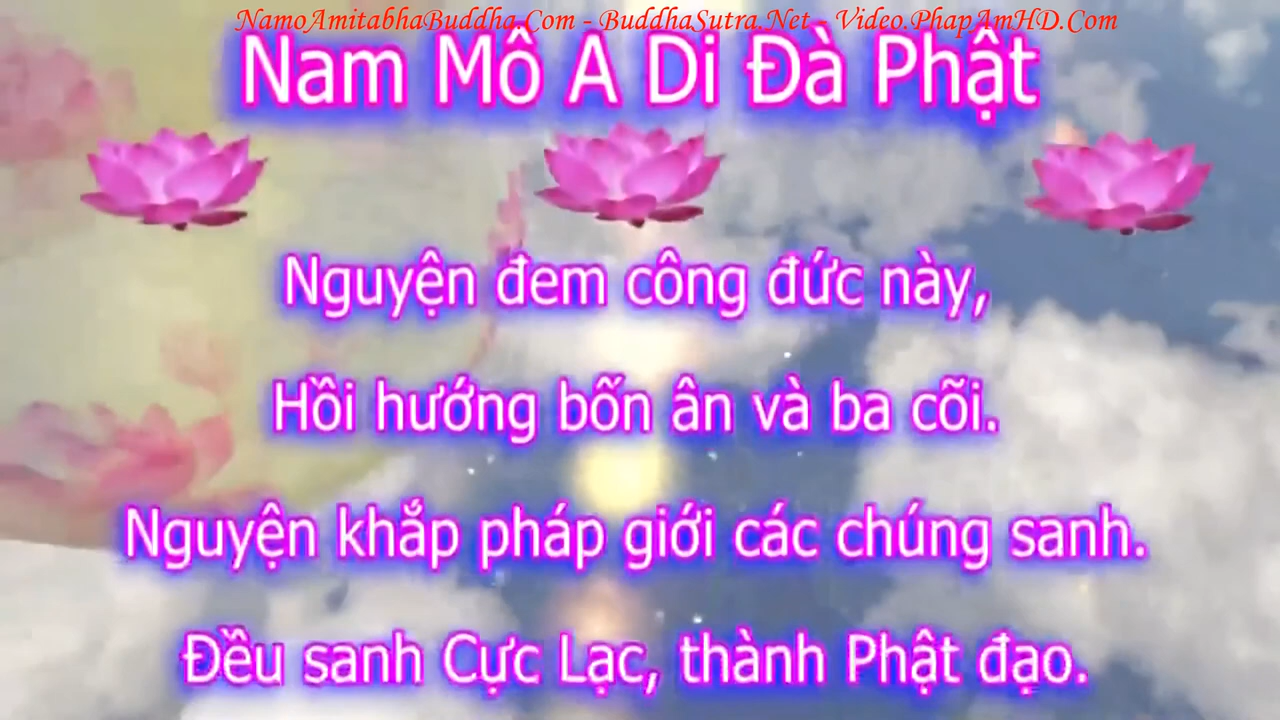 NamoAmitabhaBuddha.Com - BuddhaSutra.Net - Video.PhapAmHD.Com
Nam Mô A Di Đà Phật
Nguyện đem công đức này,
Hồi hướng bốn ân và ba cõi.
Nguyện khắp pháp giới các chúng sanh.
Đều sanh Cực Lạc, thành Phật đạo.